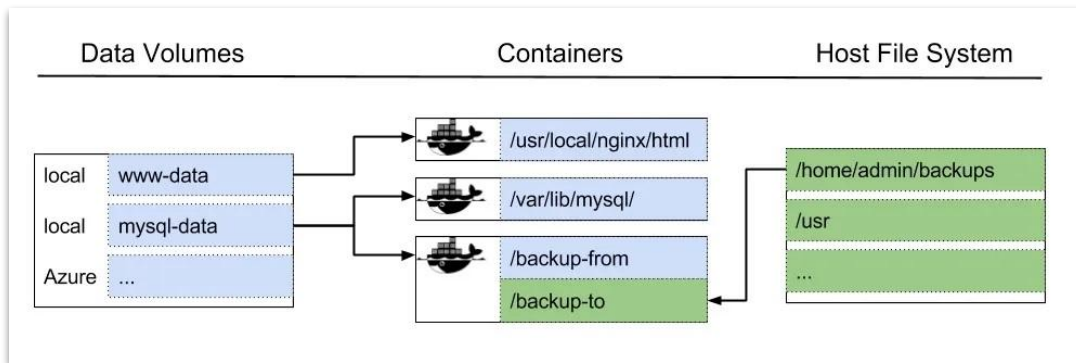 Data Volumes
Containers
Host File System
local
www-data
local
mysql-data
Azure
...
/usr/local/nginx/html
/var/lib/mysql/
/backup-from
/backup-to
/home/admin/backups
/usr
...